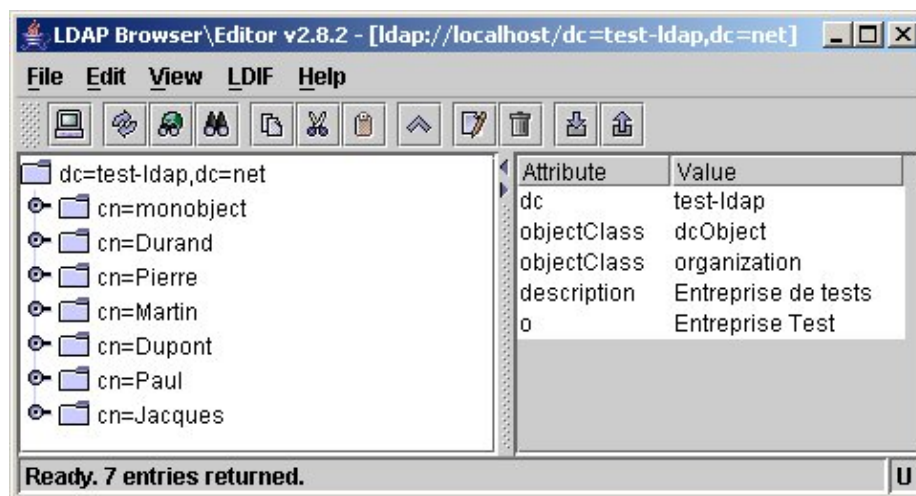 LDAP Browser\Editor v2.8.2 - [ldap://localhost/dc=test-ldap,dc=net]
File Edit View LDIF Help
dc=test-ldap,dc=net
cn=monobject
cn=Durand
cn=Pierre
cn=Martin
cn=Dupont
cn=Paul
cn=Jacques
Attribute Value
dc test-ldap
objectClass dcObject
objectClass organization
description Entreprise de tests
o Entreprise Test
Ready. 7 entries returned. U